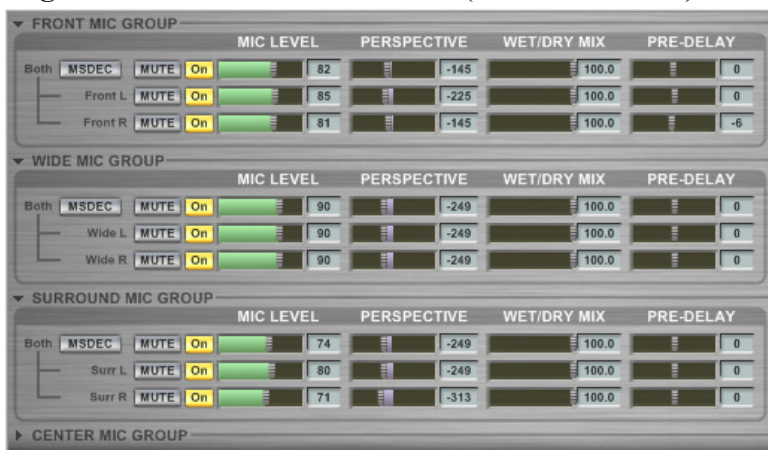 FRONT MIC GROUP
MIC LEVEL PERSPECTIVE WET/DRY MIX PRE-DELAY
Both MSDEC MUTE On 82 -145 100.0 0
Front L MUTE On 85 -225 100.0 0
Front R MUTE On 81 -145 100.0 -6
WIDE MIC GROUP
MIC LEVEL PERSPECTIVE WET/DRY MIX PRE-DELAY
Both MSDEC MUTE On 90 -249 100.0 0
Wide L MUTE On 90 -249 100.0 0
Wide R MUTE On 90 -249 100.0 0
SURROUND MIC GROUP
MIC LEVEL PERSPECTIVE WET/DRY MIX PRE-DELAY
Both MSDEC MUTE On 74 -249 100.0 0
Surr L MUTE On 80 -249 100.0 0
Surr R MUTE On 71 -313 100.0 0
CENTER MIC GROUP